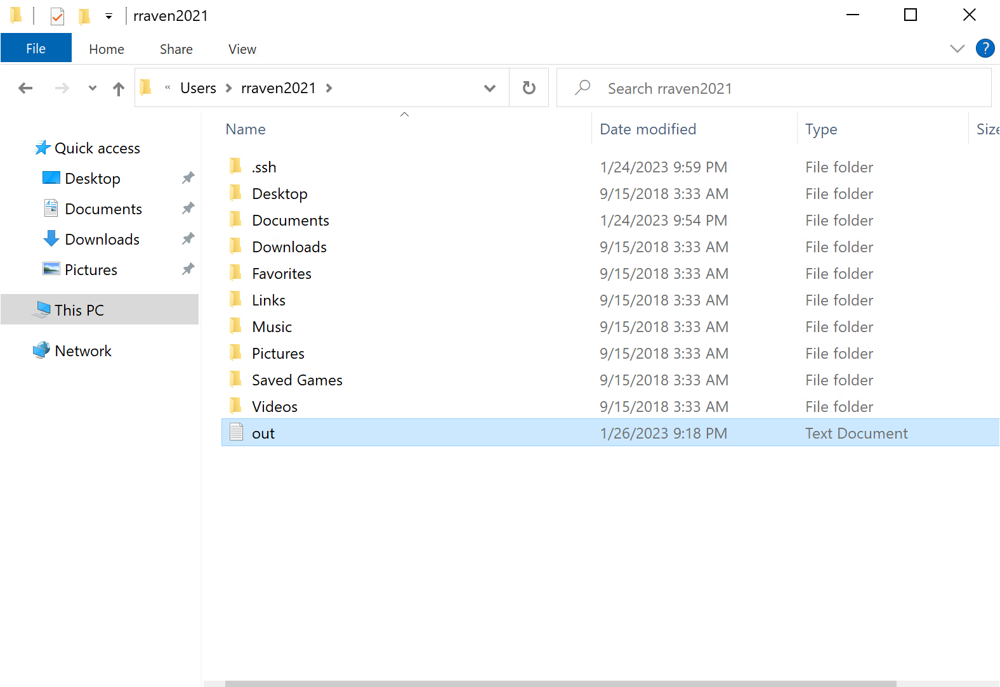 rraven2021
File Home Share View ?
« Users rraven2021 Search rraven2021
Name Date modified Type Size
Quick access
Desktop
Documents
Downloads
Pictures
This PC
Network
.ssh 1/24/2023 9:59 PM File folder
Desktop 9/15/2018 3:33 AM File folder
Documents 1/24/2023 9:54 PM File folder
Downloads 9/15/2018 3:33 AM File folder
Favorites 9/15/2018 3:33 AM File folder
Links 9/15/2018 3:33 AM File folder
Music 9/15/2018 3:33 AM File folder
Pictures 9/15/2018 3:33 AM File folder
Saved Games 9/15/2018 3:33 AM File folder
Videos 9/15/2018 3:33 AM File folder
out 1/26/2023 9:18 PM Text Document